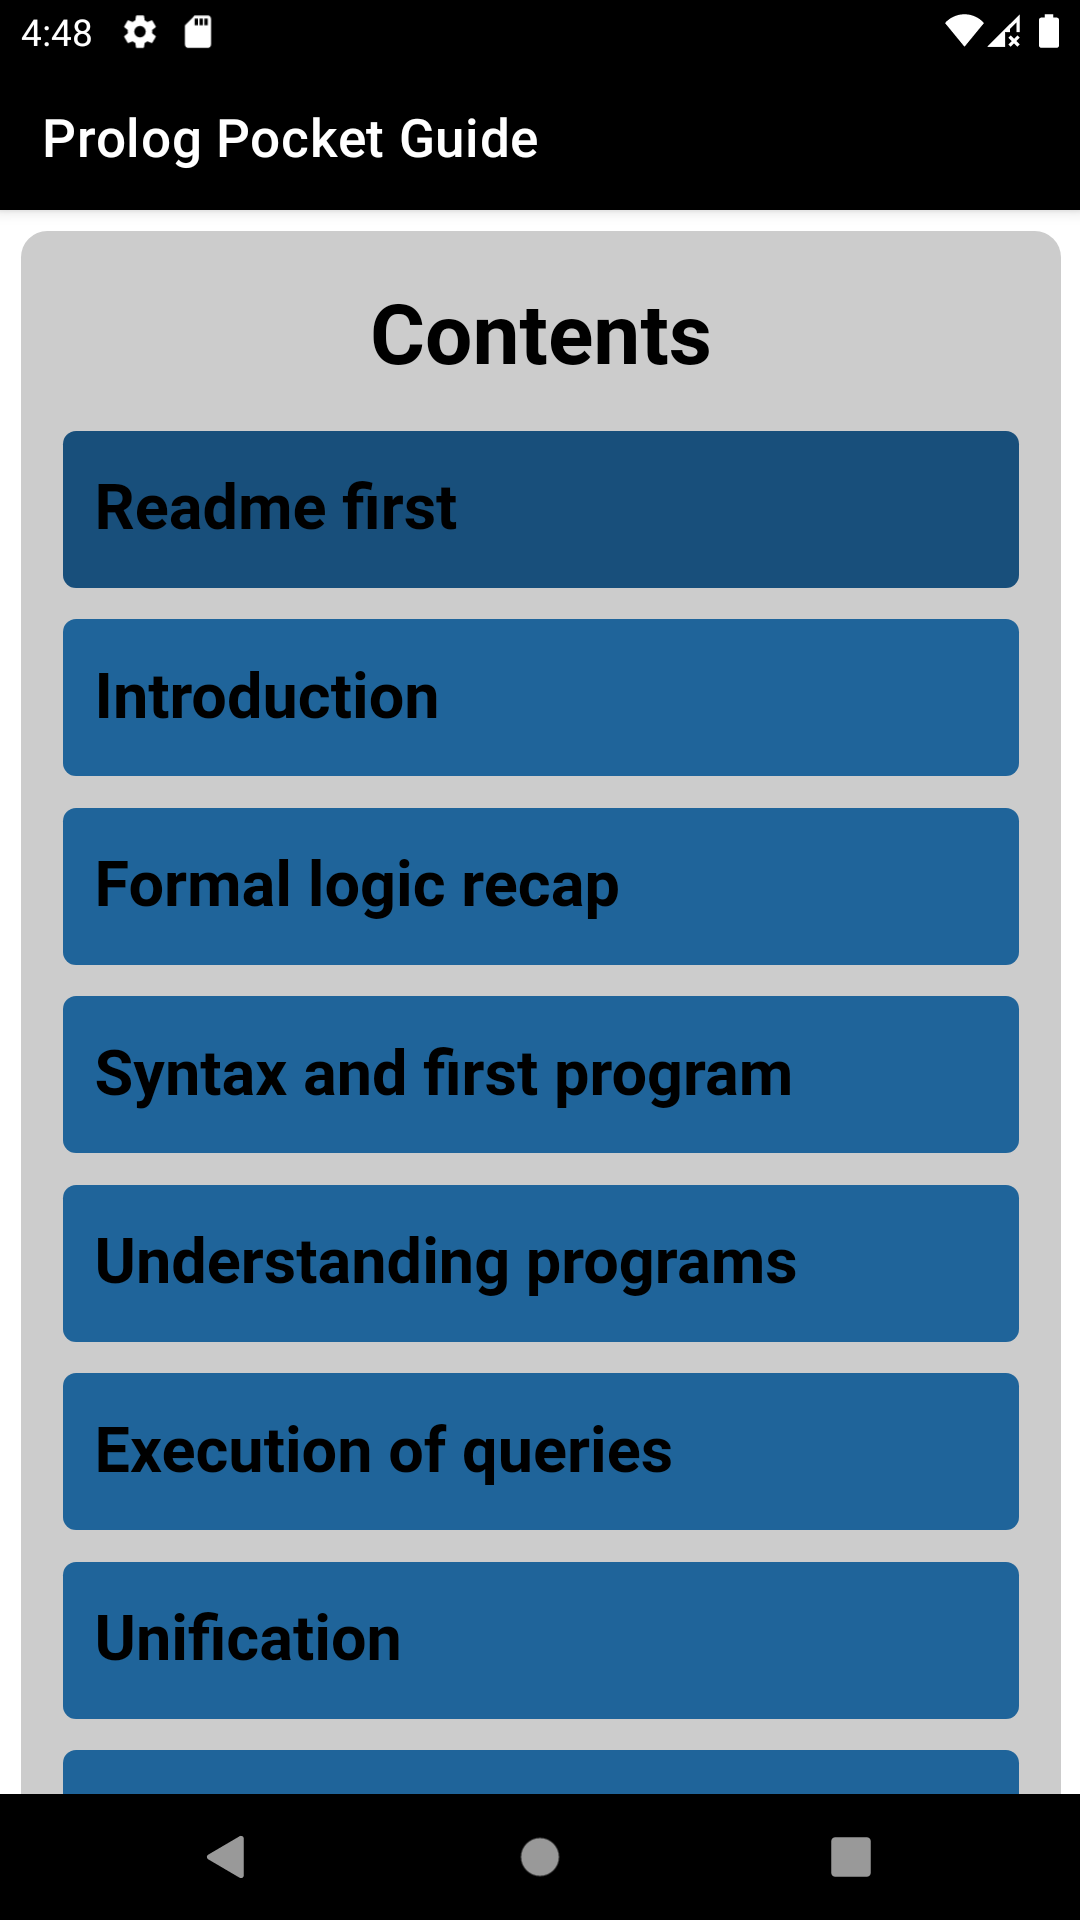 4:48
Prolog Pocket Guide
Contents
Readme first
Introduction
Formal logic recap
Syntax and first program
Understanding programs
Execution of queries
Unification